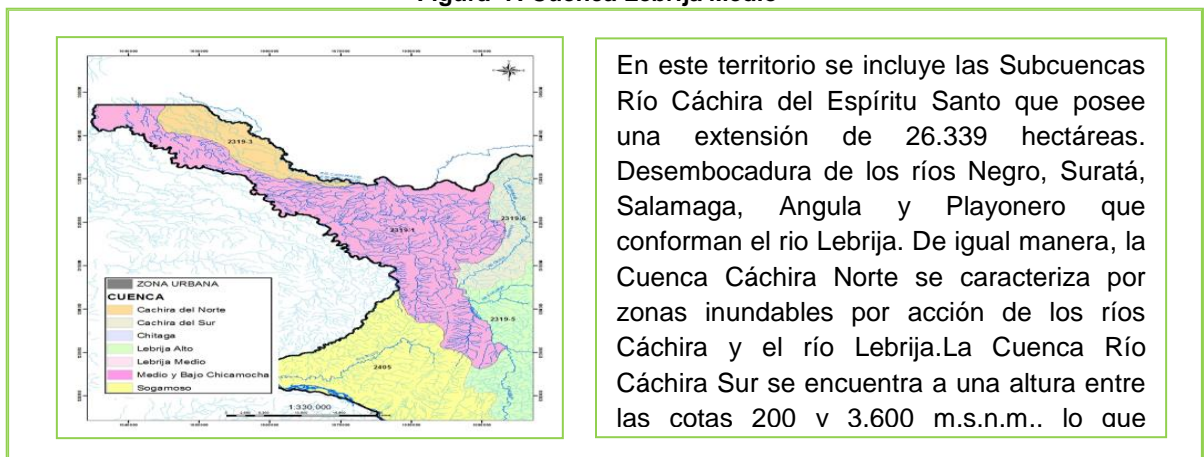 Cuenca Lebrija Medio
2319-3
2319-6
2319-1
2319-5
2405
ZONA URBANA
CUENCA
Cachira del Norte
Cachira del Sur
Chitaga
Lebrija Alto
Lebrija Medio
Medio y Bajo Chicamocha
Sogamoso
1:330,000
En este territorio se incluye las Subcuencas
Río Cáchira del Espíritu Santo que posee
una extensión de 26.339 hectáreas.
Desembocadura de los ríos Negro, Suratá,
Salamaga, Angula y Playonero que
conforman el rio Lebrija. De igual manera, la
Cuenca Cáchira Norte se caracteriza por
zonas inundables por acción de los ríos
Cáchira y el río Lebrija.La Cuenca Río
Cáchira Sur se encuentra a una altura entre
las cotas 200 y 3.600 m.s.n.m., lo que